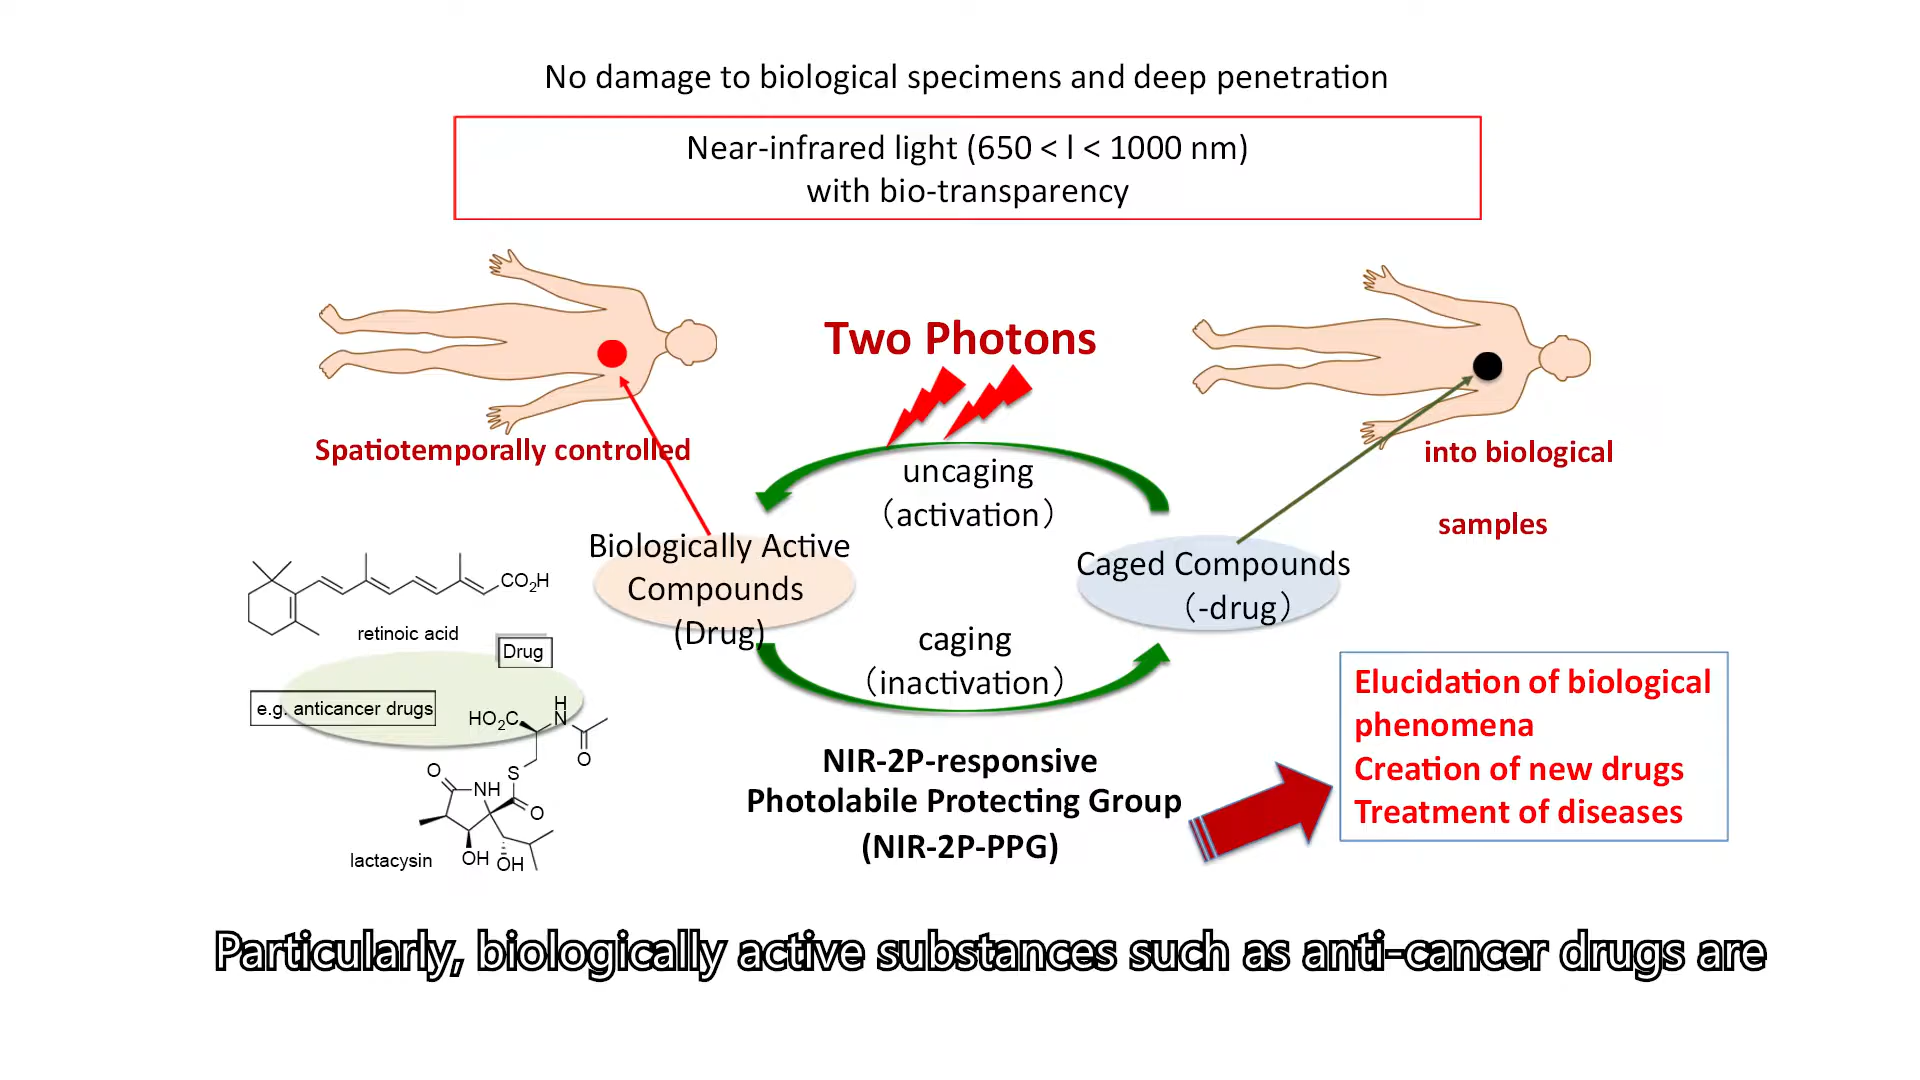 No damage to biological specimens and deep penetration
Near-infrared light (650 < l < 1000 nm)
with bio-transparency
Two Photons
Spatiotemporally controlled
into biological
samples
uncaging
（activation）
Biologically Active
Compounds
(Drug)
Caged Compounds
（-drug）
caging
（inactivation）
CO2H
retinoic acid
Drug
e.g. anticancer drugs
HO2C
H
N
O
S
O
NH
O
OH
OH
lactacysin
NIR-2P-responsive
Photolabile Protecting Group
(NIR-2P-PPG)
Elucidation of biological
phenomena
Creation of new drugs
Treatment of diseases
Particularly, biologically active substances such as anti-cancer drugs are